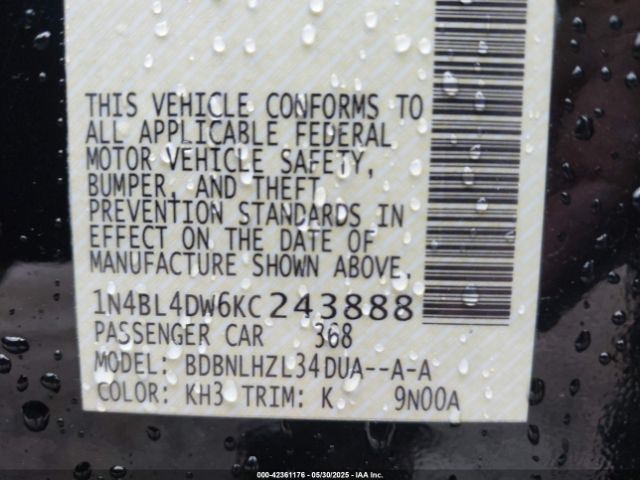 THIS VEHICLE CONFORMS TO
ALL APPLICABLE FEDERAL
MOTOR VEHICLE SAFETY,
BUMPER, AND THEFT
PREVENTION STANDARDS IN
EFFECT ON THE DATE OF
MANUFACTURE SHOWN ABOVE.
1N4BL4DW6KC243888
PASSENGER CAR 368
MODEL: BDBNLHZL34DUA--A-A
COLOR: KH3 TRIM: K 9N00A
000-42361176 - 05/30/2025 - IAA Inc.